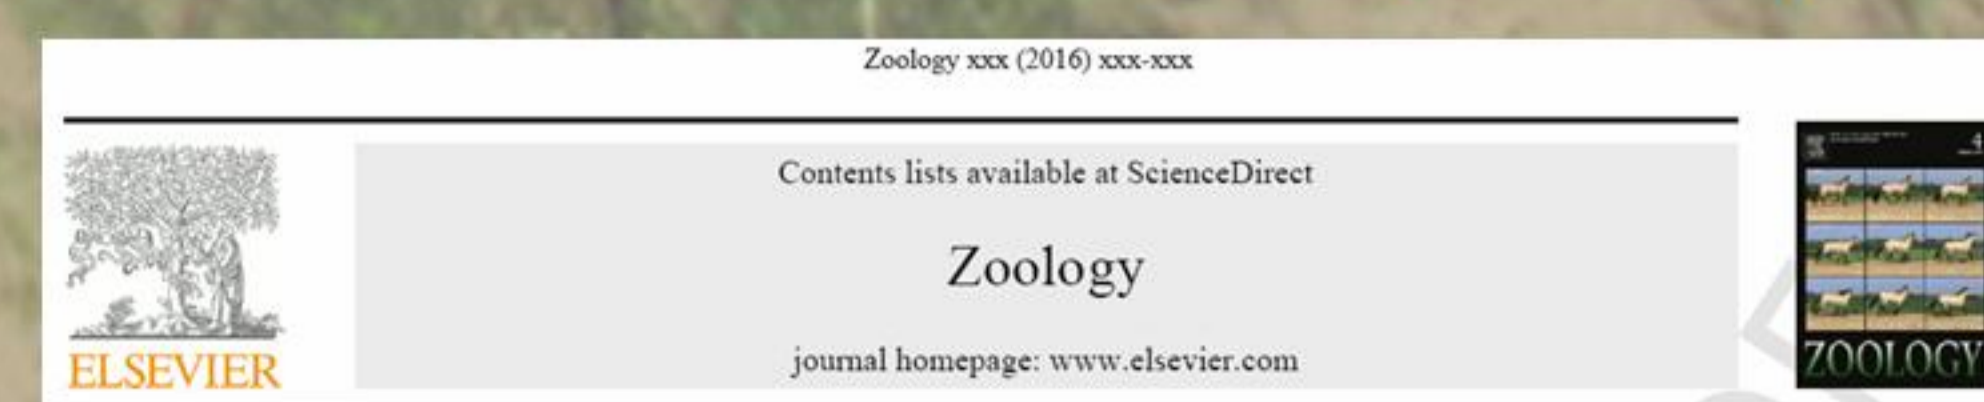 Zoology xxx (2016) xxx-xxx
Contents lists available at ScienceDirect
Zoology
journal homepage: www.elsevier.com
ELSEVIER
ZOOLOGY